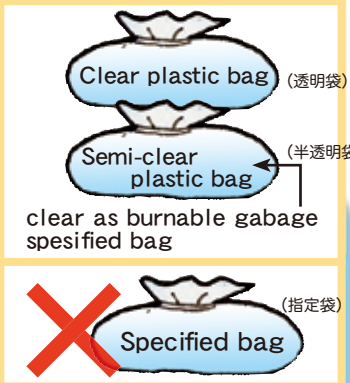 Clear plastic bag (透明袋)
Semi-clear (半透明袋)
plastic bag
clear as burnable gabage
spesified bag
(指定袋)
Specified bag